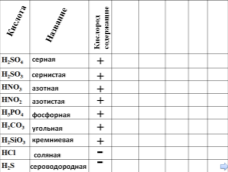 Кислота Название Кислород содержащие
H₂SO₄ серная +
H₂SO₃ сернистая +
HNO₃ азотная +
HNO₂ азотистая +
H₃PO₄ фосфорная +
H₂CO₃ угольная +
H₂SiO₃ кремниевая +
HCl соляная -
H₂S сероводородная -